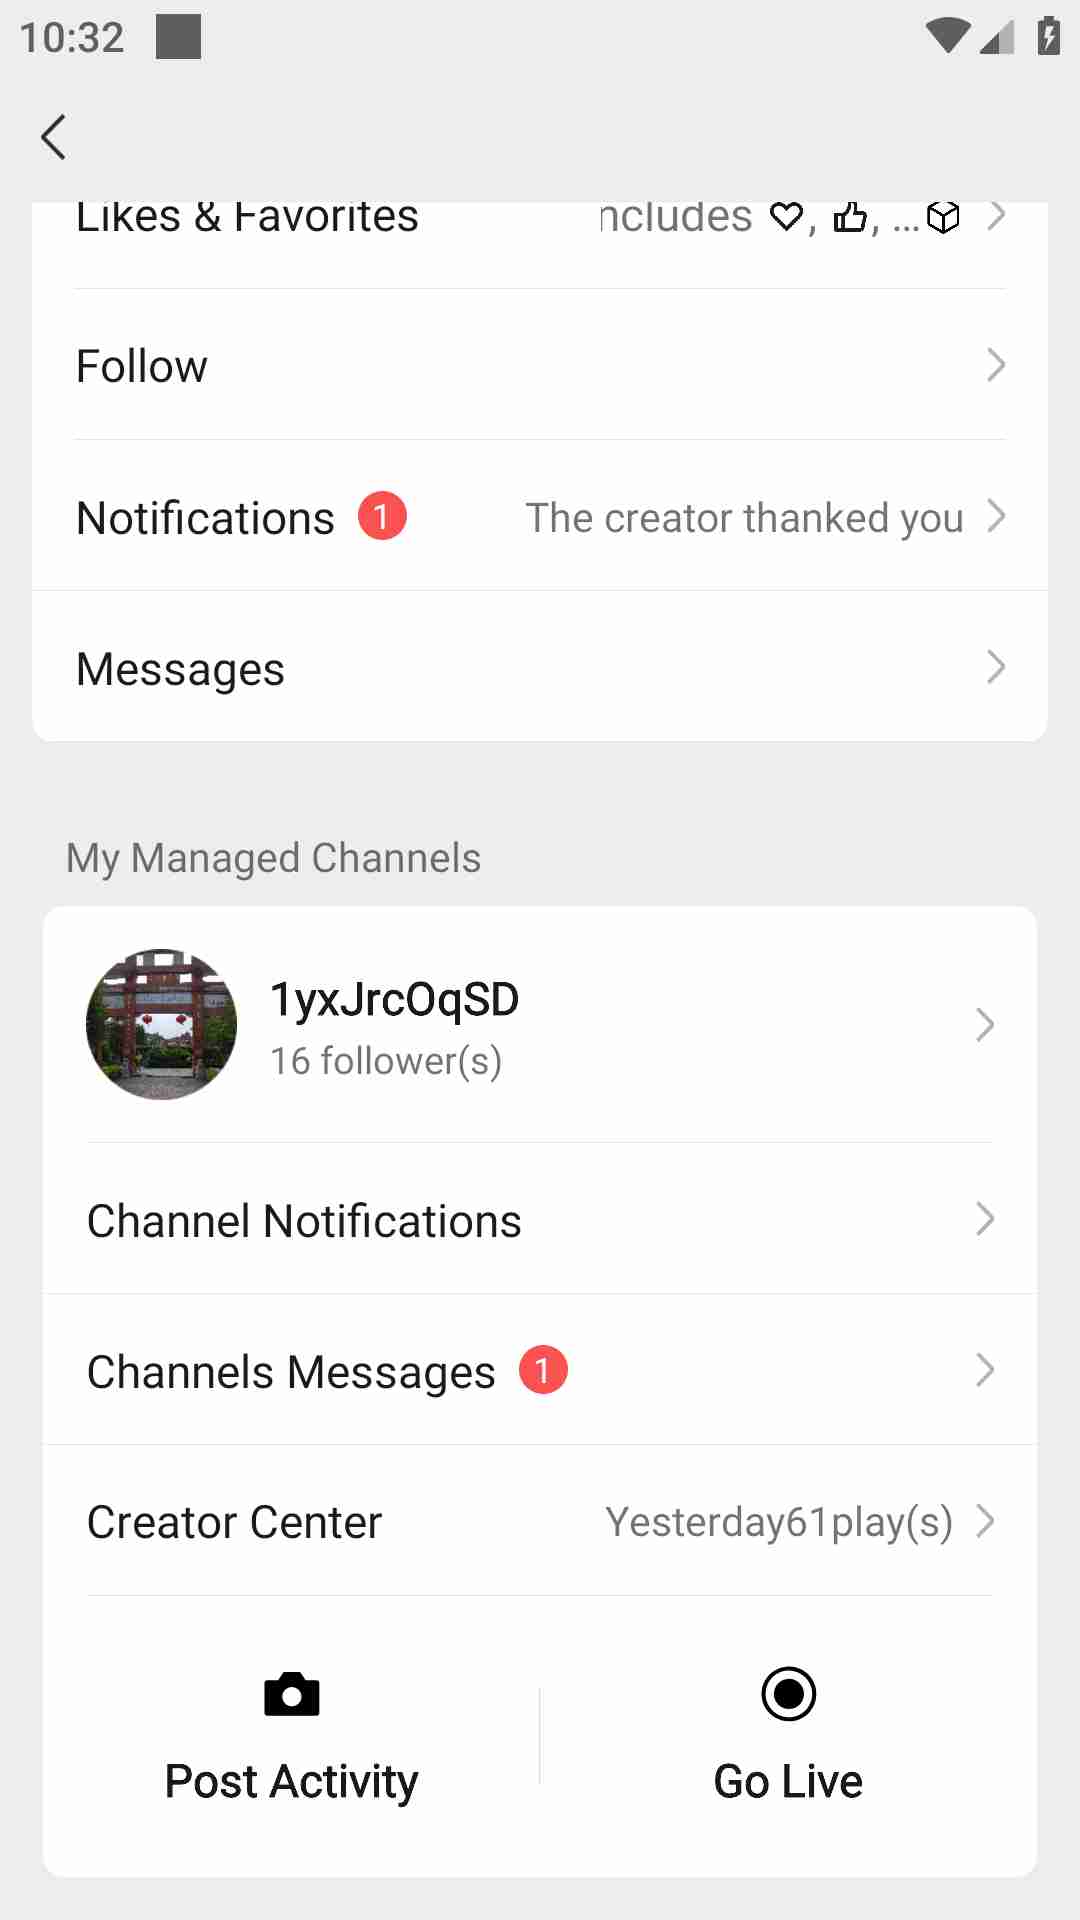 10:32
Likes & Favorites
ncludes , , ...
Follow
Notifications 1 The creator thanked you
Messages
My Managed Channels
1yxJrcOqSD
16 follower(s)
Channel Notifications
Channels Messages 1
Creator Center Yesterday61play(s)
Post Activity
Go Live